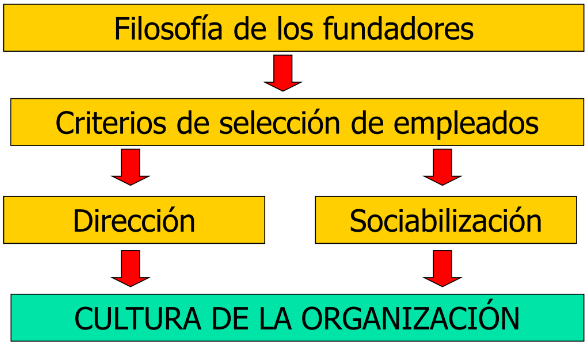 Filosofía de los fundadores
Criterios de selección de empleados
Dirección
Sociabilización
CULTURA DE LA ORGANIZACIÓN